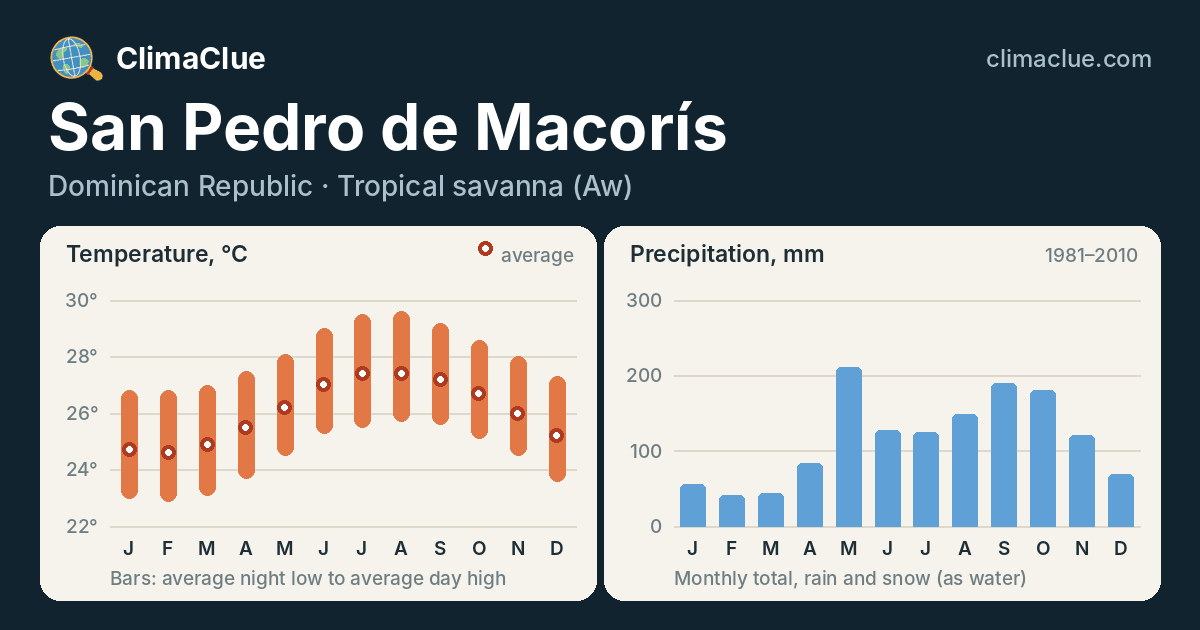 ClimaClue
climaclue.com
San Pedro de Macorís
Dominican Republic · Tropical savanna (Aw)
Temperature, °C
average
30°
28°
26°
24°
22°
J F M A M J J A S O N D
Bars: average night low to average day high
Precipitation, mm
1981–2010
300
200
100
0
J F M A M J J A S O N D
Monthly total, rain and snow (as water)